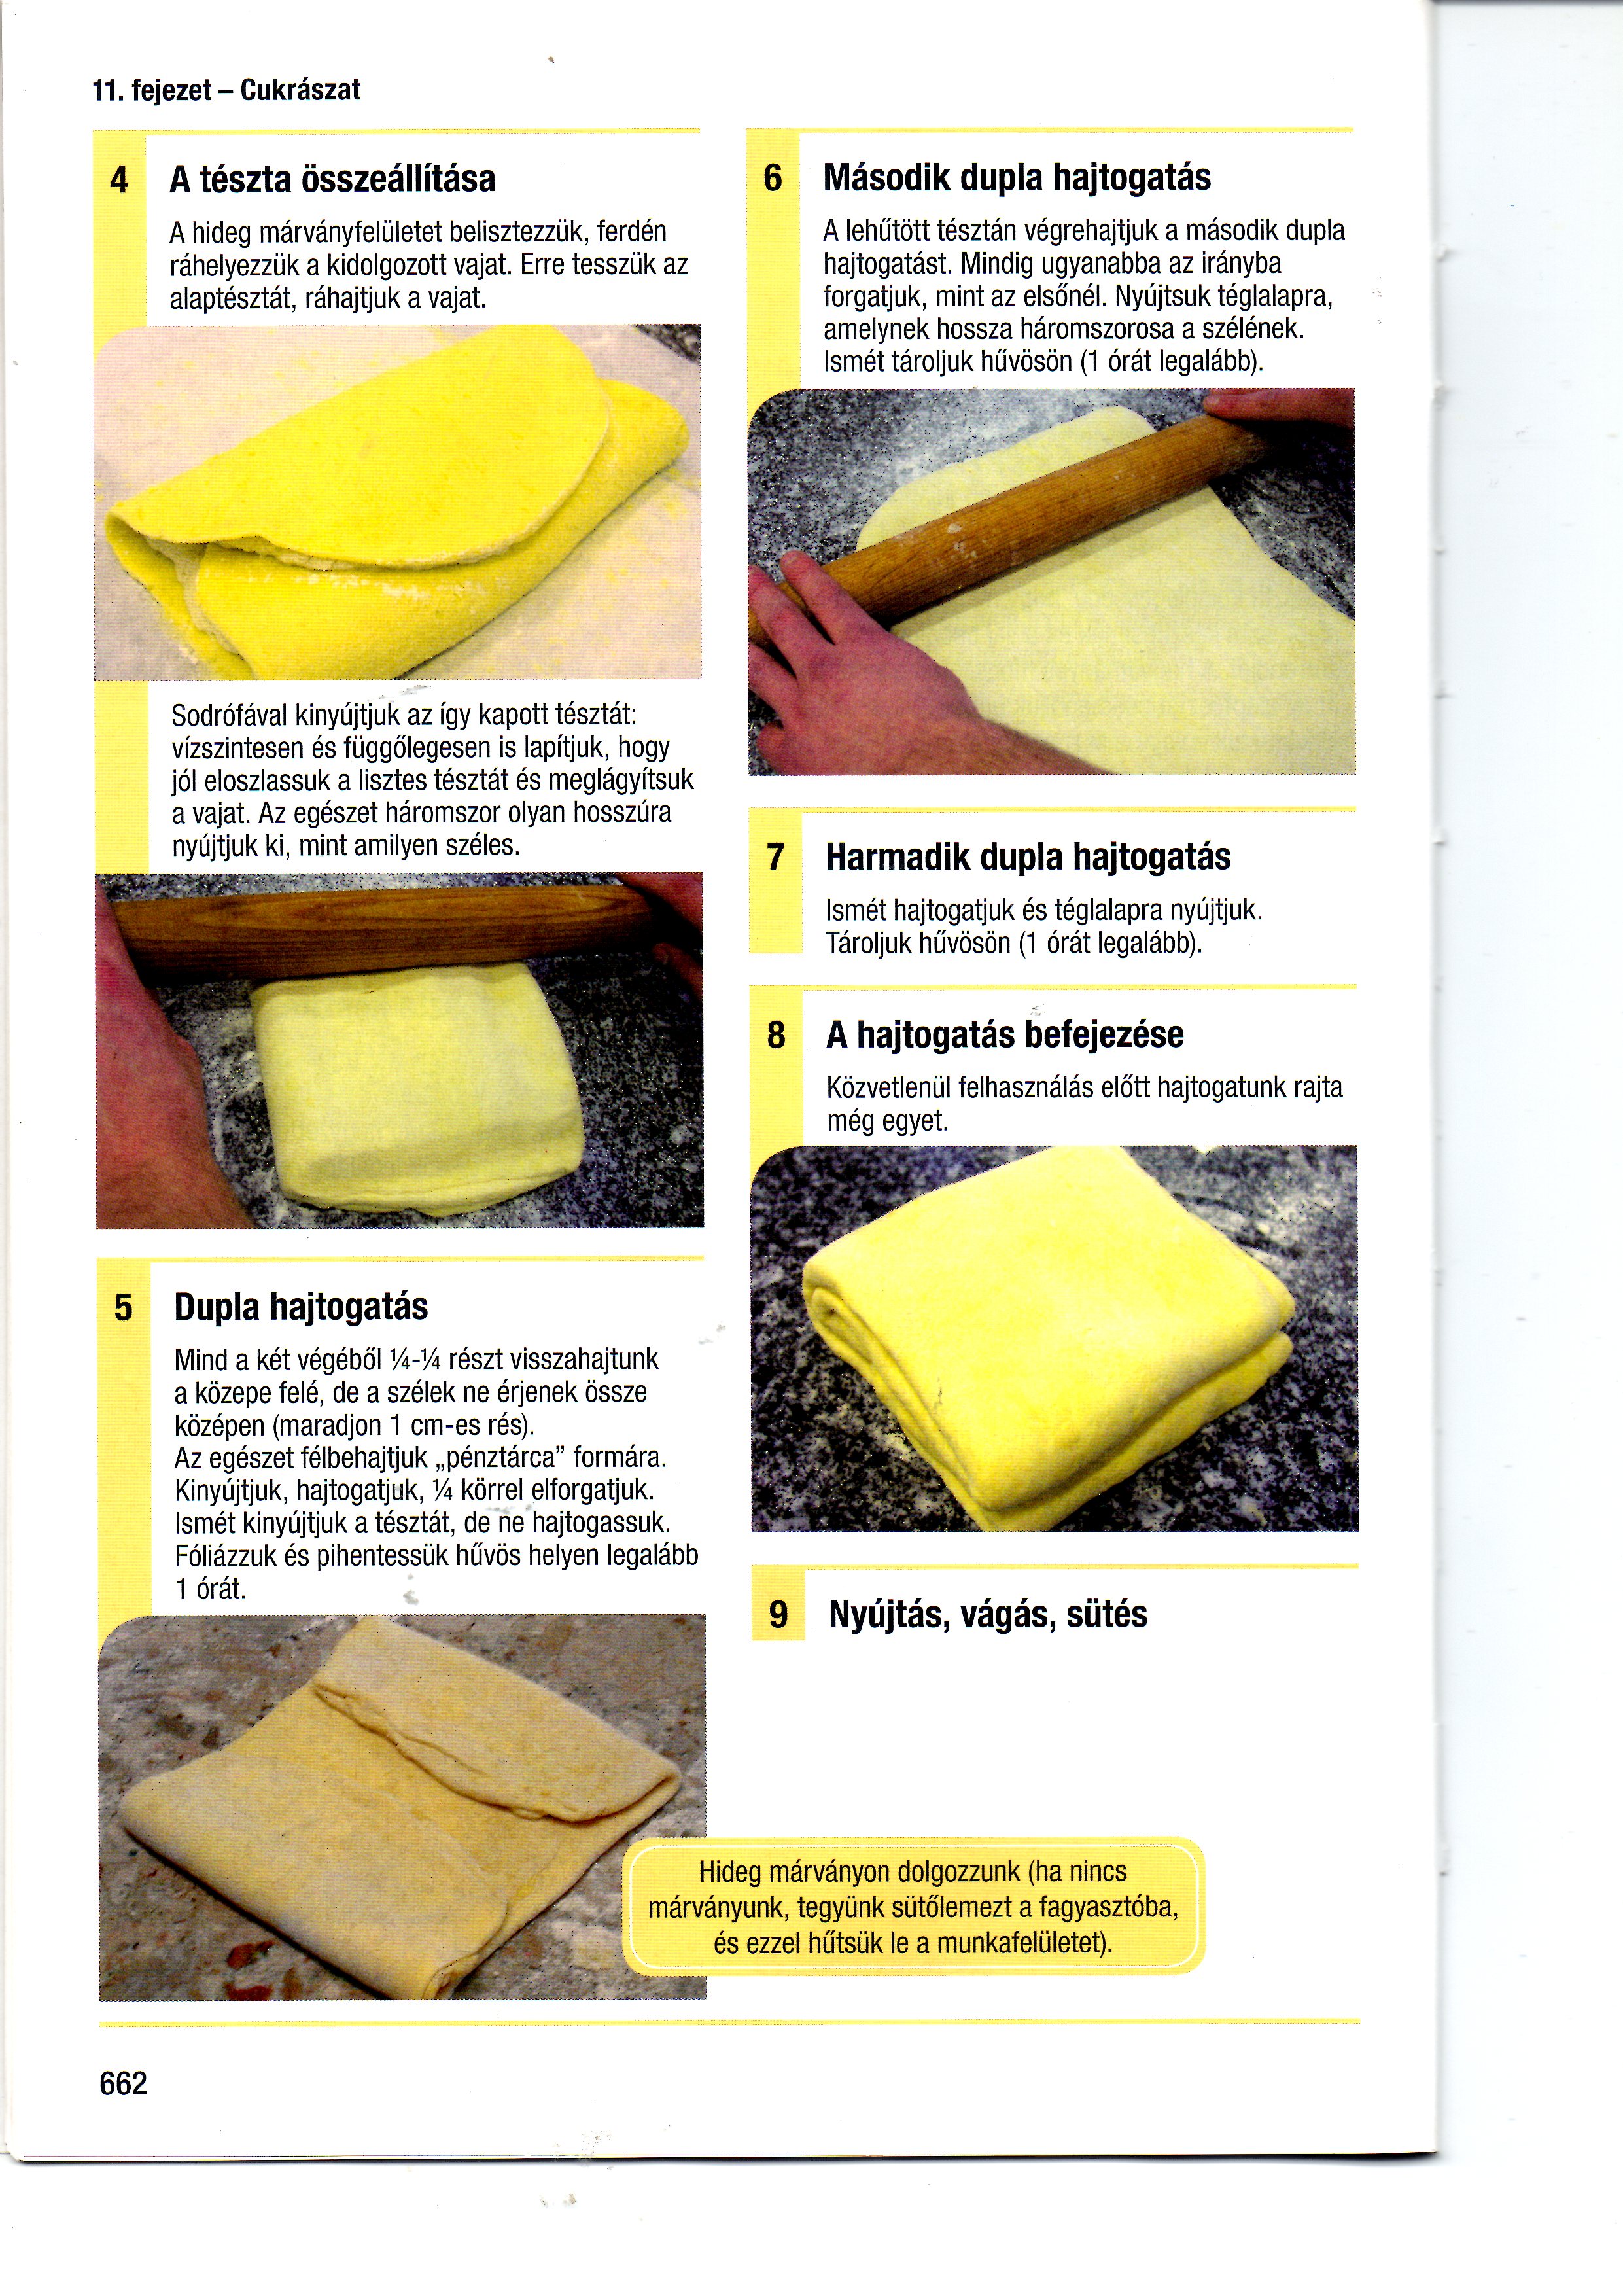 11. fejezet – Cukrászat
4 A tészta összeállítása
A hideg márványfelületet belisztezzük, ferdén
ráhelyezzük a kidolgozott vajat. Erre tesszük az
alaptésztát, ráhajtjuk a vajat.
Sodrófával kinyújtjuk az így kapott tésztát:
vízszintesen és függőlegesen is lapítjuk, hogy
jól eloszlassuk a lisztes tésztát és meglágyítsuk
a vajat. Az egészet háromszor olyan hosszúra
nyújtjuk ki, mint amilyen széles.
5 Dupla hajtogatás
Mind a két végéből ¼-¼ részt visszahajtunk
a közepe felé, de a szélek ne érjenek össze
középen (maradjon 1 cm-es rés).
Az egészet félbehajtjuk „pénztárca” formára.
Kinyújtjuk, hajtogatjuk, ¼ körrel elforgatjuk.
Ismét kinyújtjuk a tésztát, de ne hajtogassuk.
Fóliázzuk és pihentessük hűvös helyen legalább
1 órát.
6 Második dupla hajtogatás
A lehűtött tésztán végrehajtjuk a második dupla
hajtogatást. Mindig ugyanabba az irányba
forgatjuk, mint az elsőnél. Nyújtsuk téglalapra,
amelynek hossza háromszorosa a szélének.
Ismét tároljuk hűvösön (1 órát legalább).
7 Harmadik dupla hajtogatás
Ismét hajtogatjuk és téglalapra nyújtjuk.
Tároljuk hűvösön (1 órát legalább).
8 A hajtogatás befejezése
Közvetlenül felhasználás előtt hajtogatunk rajta
még egyet.
9 Nyújtás, vágás, sütés
Hideg márványon dolgozzunk (ha nincs
márványunk, tegyünk sütőlemezt a fagyasztóba,
és ezzel hűtsük le a munkafelületet).
662